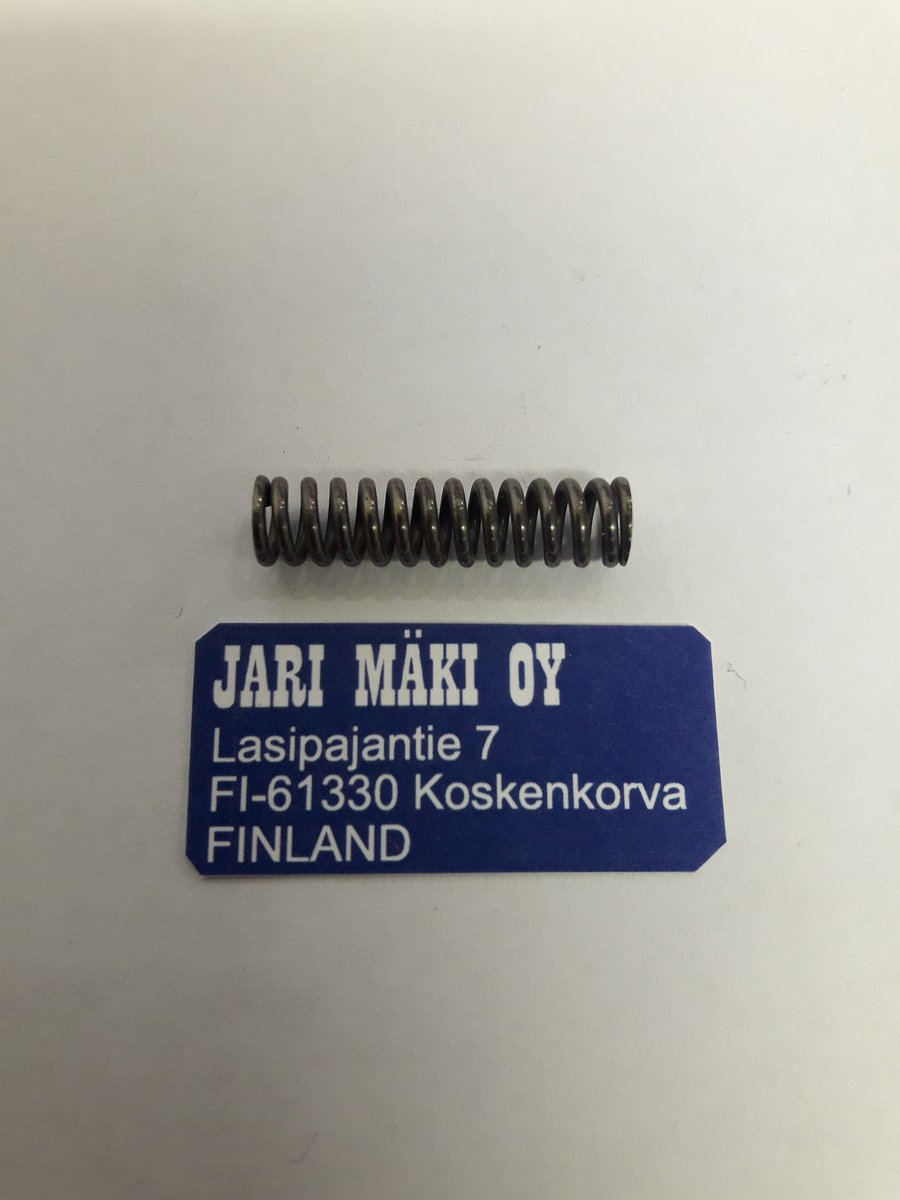 JARI MÄKI OY
Lasipajantie 7
FI-61330 Koskenkorva
FINLAND